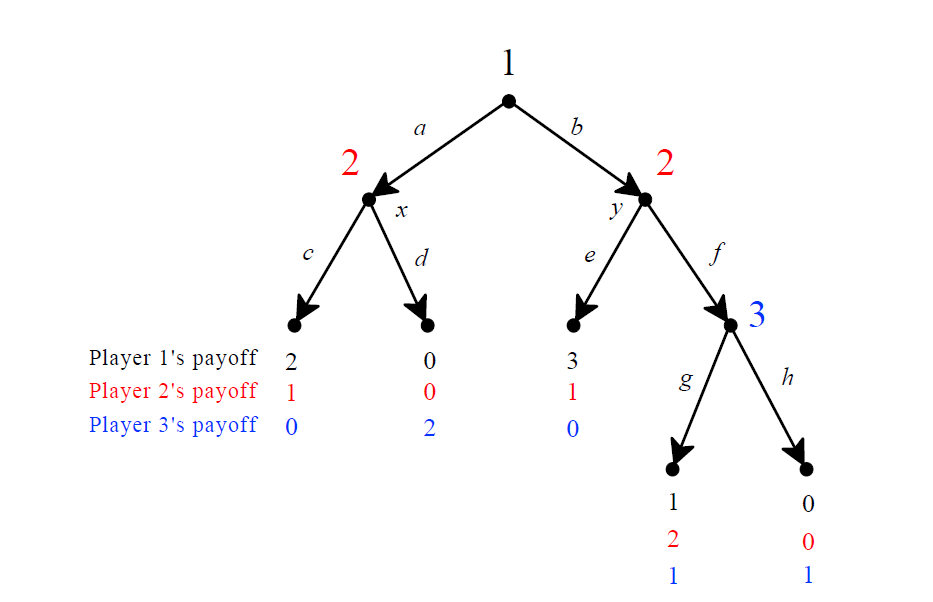 1
a b
2 2
x y
c d e f
3
Player 1's payoff 2 0 3
Player 2's payoff 1 0 1
Player 3's payoff 0 2 0
g h
1 0
2 0
1 1